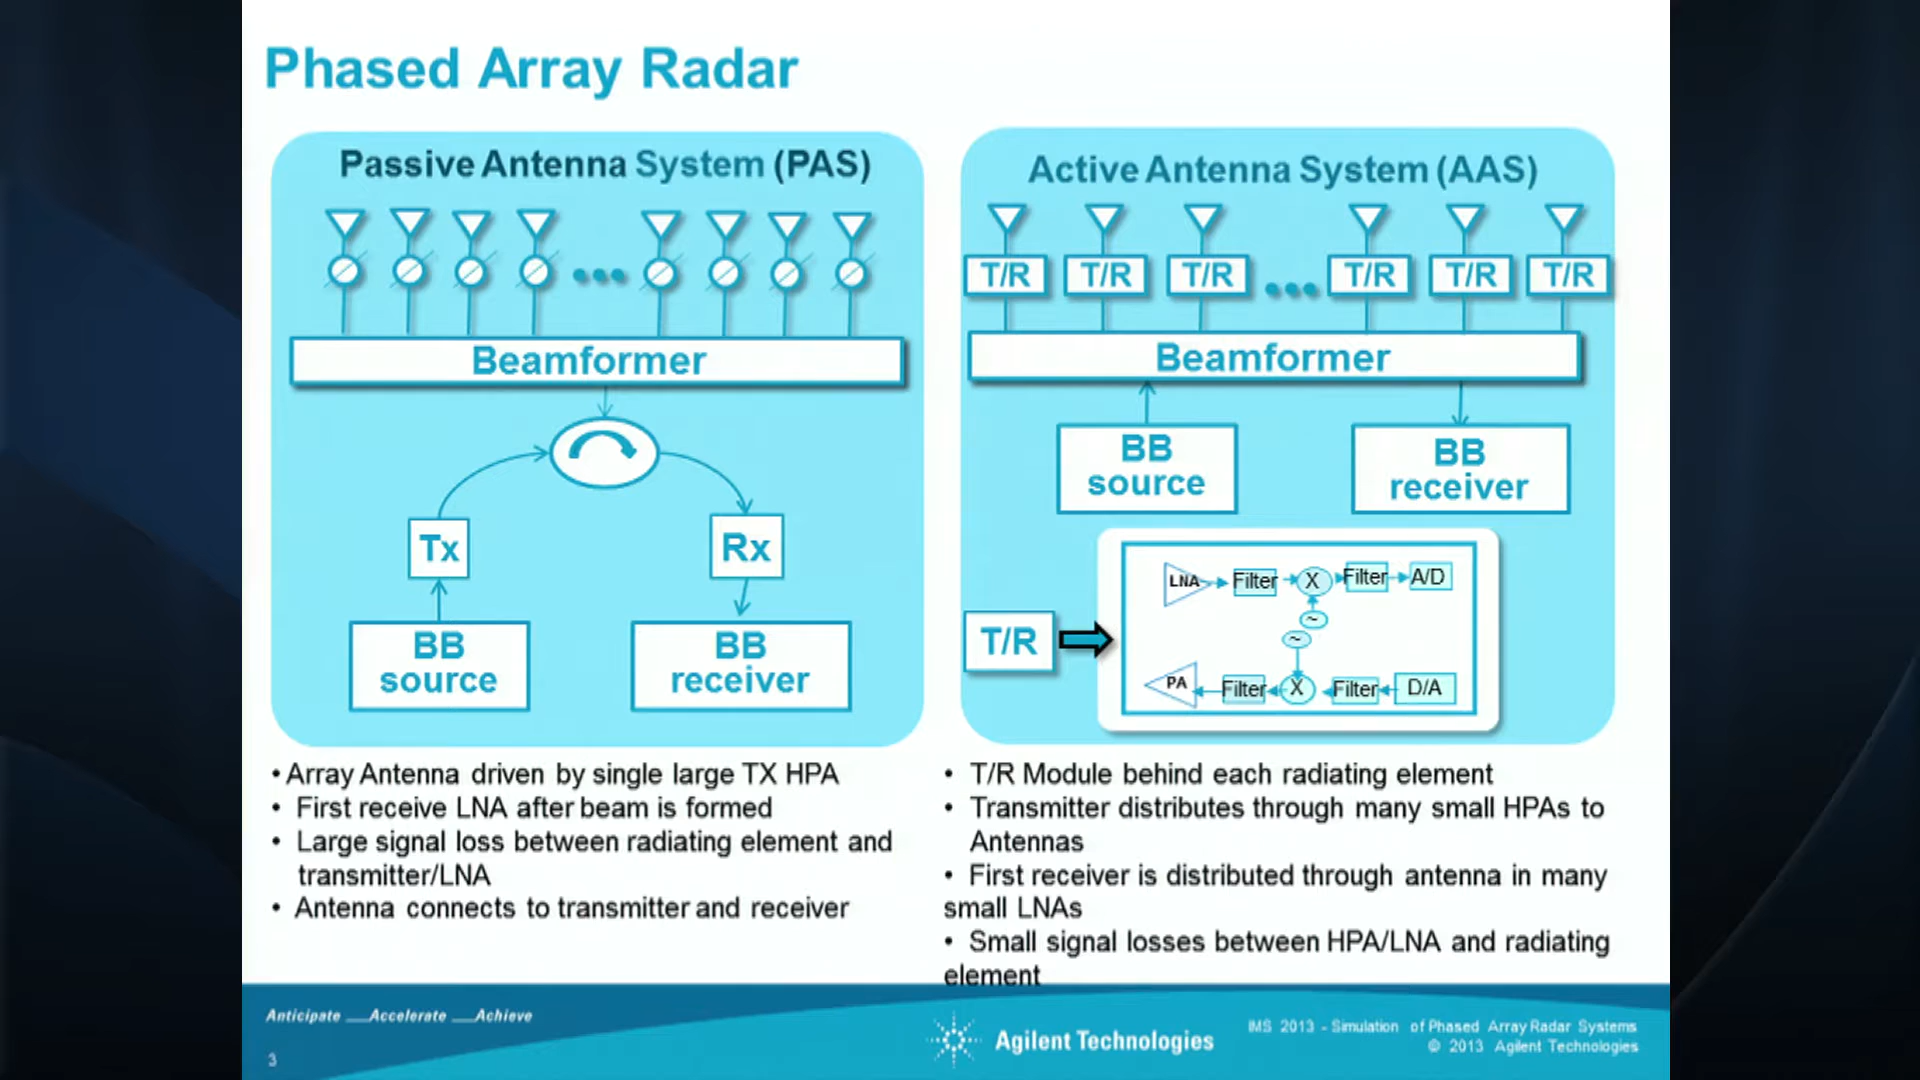 Phased Array Radar
Passive Antenna System (PAS)
Beamformer
Tx
Rx
BB
source
BB
receiver
• Array Antenna driven by single large TX HPA
• First receive LNA after beam is formed
• Large signal loss between radiating element and
transmitter/LNA
• Antenna connects to transmitter and receiver
Active Antenna System (AAS)
T/R T/R T/R ••• T/R T/R T/R
Beamformer
BB
source
BB
receiver
T/R
LNA Filter X Filter A/D
~
~
PA Filter X Filter D/A
• T/R Module behind each radiating element
• Transmitter distributes through many small HPAs to
Antennas
• First receiver is distributed through antenna in many
small LNAs
• Small signal losses between HPA/LNA and radiating
element
Anticipate __Accelerate __Achieve
3
Agilent Technologies
IMS 2013 - Simulation of Phased Array Radar Systems
© 2013 Agilent Technologies